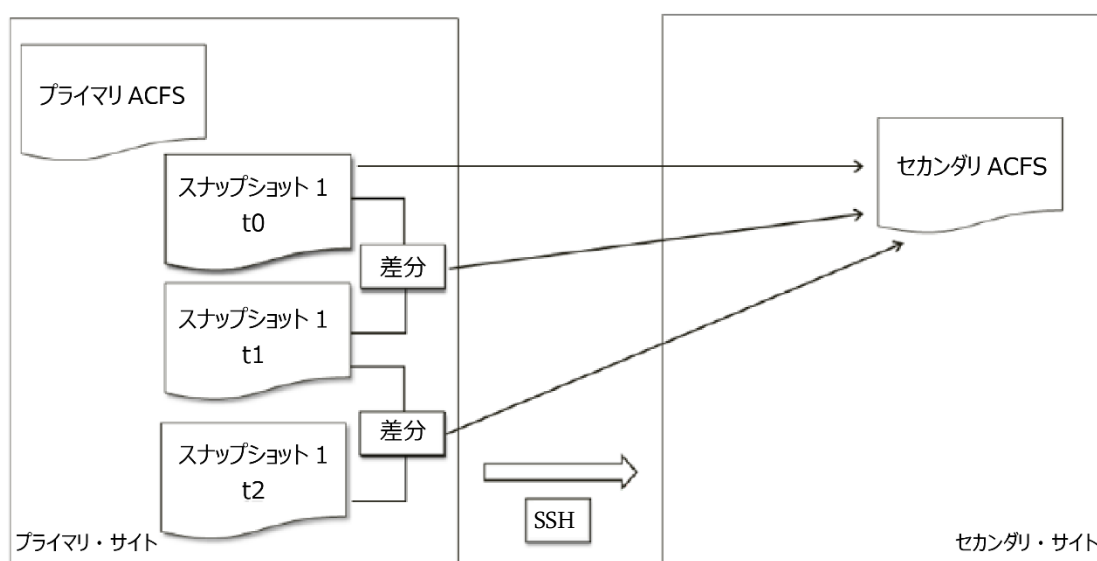 プライマリ ACFS
スナップショット 1
t0
差分
スナップショット 1
t1
差分
スナップショット 1
t2
プライマリ・サイト
SSH
セカンダリ ACFS
セカンダリ・サイト